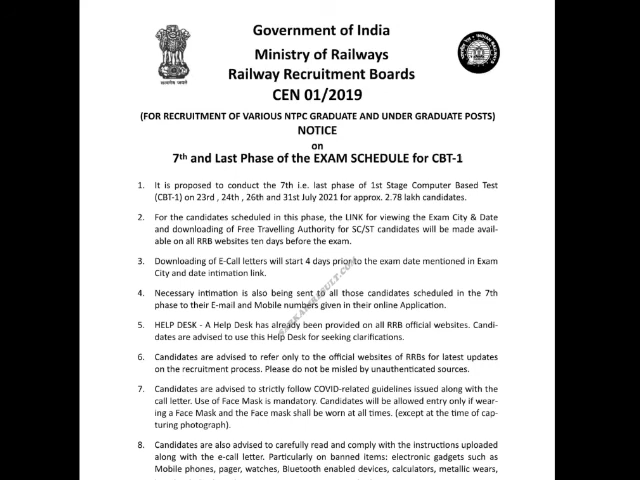 Government of India
Ministry of Railways
Railway Recruitment Boards
CEN 01/2019
(FOR RECRUITMENT OF VARIOUS NTPC GRADUATE AND UNDER GRADUATE POSTS)
NOTICE
on
7th and Last Phase of the EXAM SCHEDULE for CBT-1
1. It is proposed to conduct the 7th i.e. last phase of 1st Stage Computer Based Test
(CBT-1) on 23rd , 24th , 26th and 31st July 2021 for approx. 2.78 lakh candidates.
2. For the candidates scheduled in this phase, the LINK for viewing the Exam City & Date
and downloading of Free Travelling Authority for SC/ST candidates will be made avail-
able on all RRB websites ten days before the exam.
3. Downloading of E-Call letters will start 4 days prior to the exam date mentioned in Exam
City and date intimation link.
4. Necessary intimation is also being sent to all those candidates scheduled in the 7th
phase to their E-mail and Mobile numbers given in their online Application.
5. HELP DESK - A Help Desk has already been provided on all RRB official websites. Candi-
dates are advised to use this Help Desk for seeking clarifications.
6. Candidates are advised to refer only to the official websites of RRBs for latest updates
on the recruitment process. Please do not be misled by unauthenticated sources.
7. Candidates are advised to strictly follow COVID-related guidelines issued along with the
call letter. Use of Face Mask is mandatory. Candidates will be allowed entry only if wear-
ing a Face Mask and the Face mask shall be worn at all times. (except at the time of cap-
turing photograph).
8. Candidates are also advised to carefully read and comply with the instructions uploaded
along with the e-call letter. Particularly on banned items: electronic gadgets such as
Mobile phones, pager, watches, Bluetooth enabled devices, calculators, metallic wears,